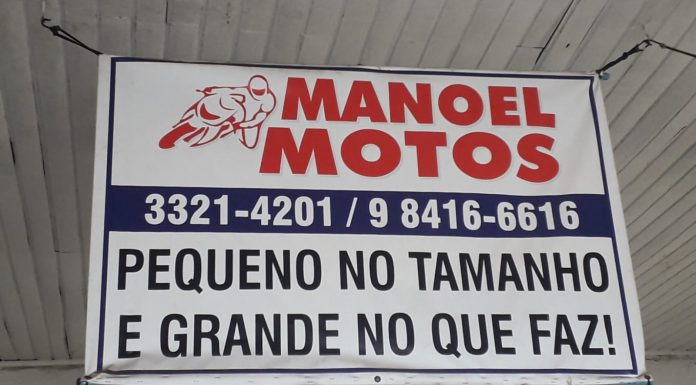 MANOEL
MOTOS
3321-4201 / 9 8416-6616
PEQUENO NO TAMANHO
E GRANDE NO QUE FAZ!